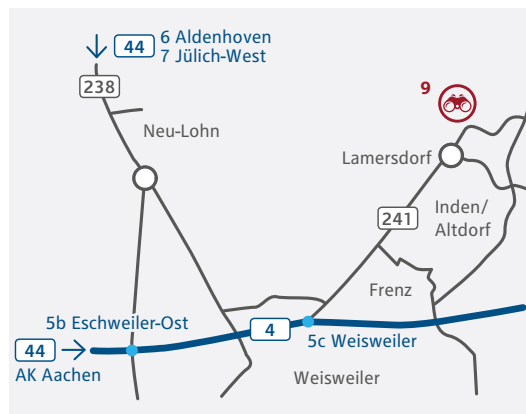 44 6 Aldenhoven
7 Jülich-West
238
9
Neu-Lohn
Lamersdorf
241
Inden/
Altdorf
Frenz
5b Eschweiler-Ost
4
5c Weisweiler
44
AK Aachen
Weisweiler